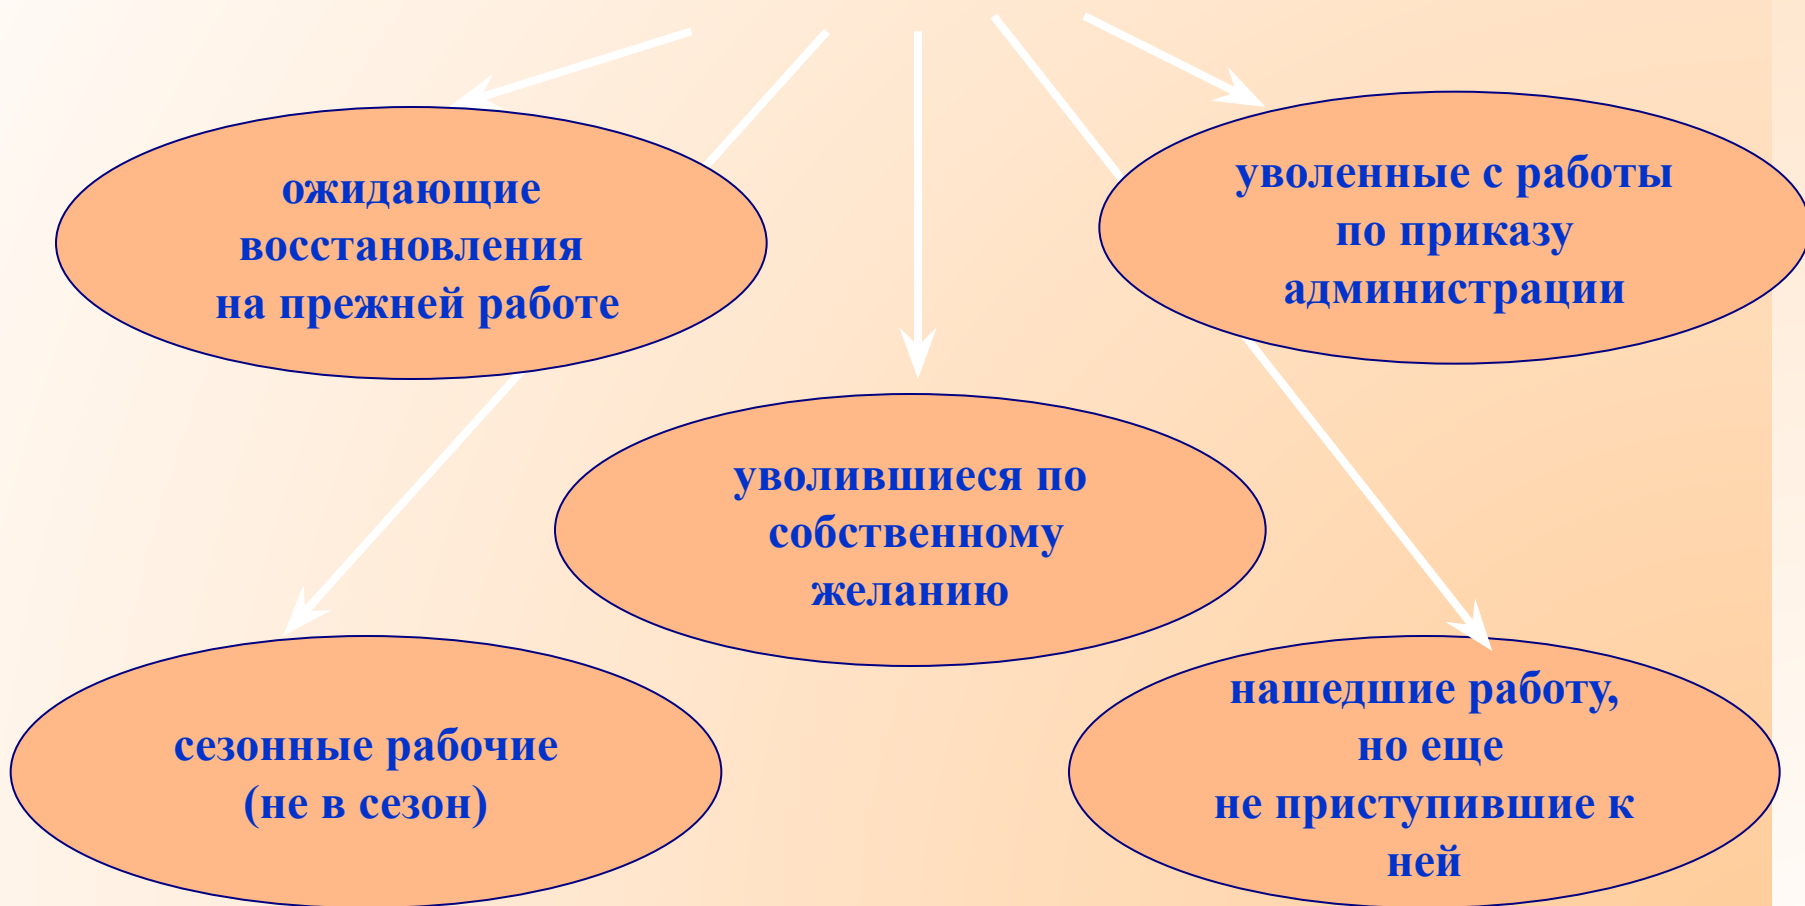 ожидающие
восстановления
на прежней работе
уволенные с работы
по приказу
администрации
уволившиеся по
собственному
желанию
сезонные рабочие
(не в сезон)
нашедшие работу,
но еще
не приступившие к
ней